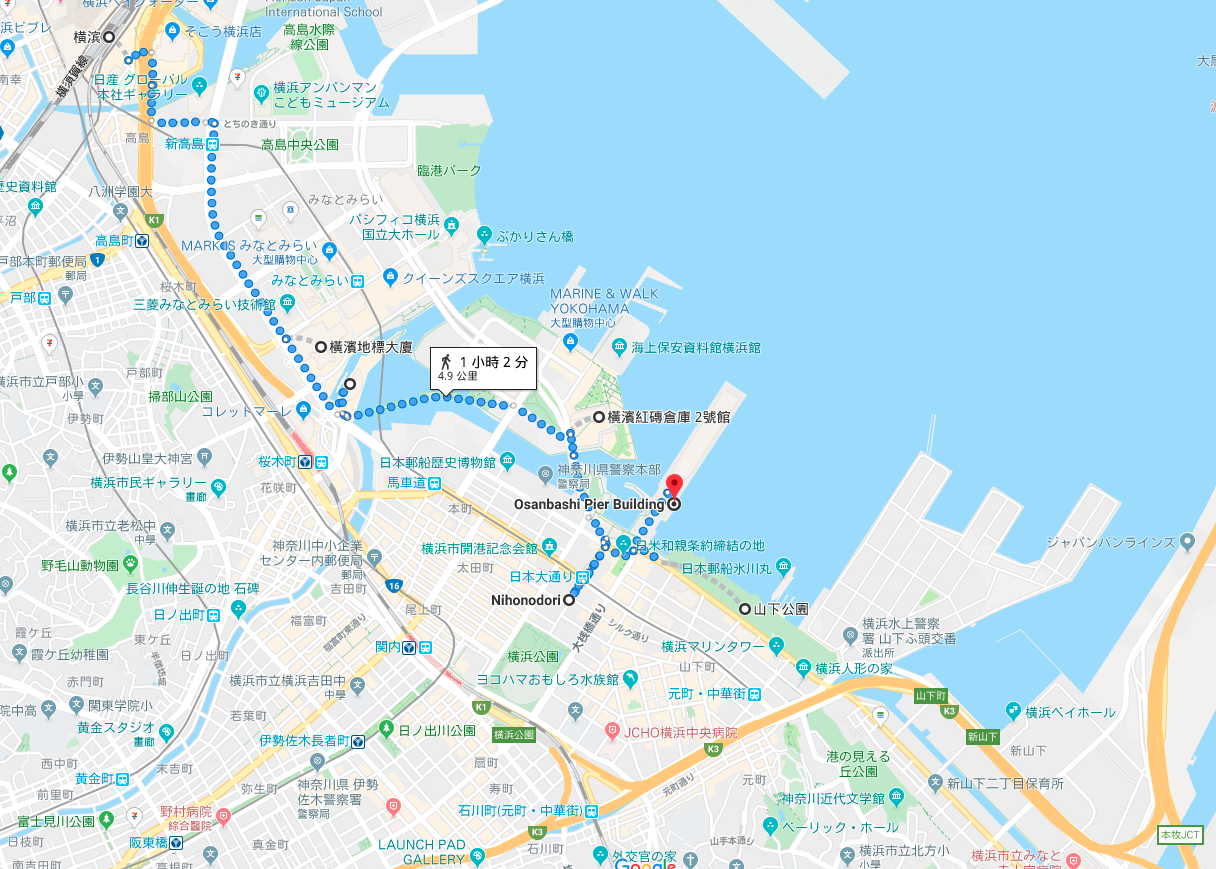 International School
そごう横浜店
横浜
高島水際
線公園
横須賀線
日産 グローバル
本社ギャラリー
横浜アンパンマン
こどもミュージアム
とちのき通り
高島
新高島
高島中央公園
臨港パーク
八洲学園大
みなとみらい
K1
パシフィコ横浜
国立大ホール
ぷかりさん橋
高島町
MARK IS みなとみらい
大型購物中心
戸部本町郵便局
郵局
1
みなとみらい
クイーンズスクエア横浜
桜木町
戸部
三菱みなとみらい技術館
MARINE & WALK
YOKOHAMA
大型購物中心
橫濱地標大廈
海上保安資料館横浜館
1 小時 2 分
4.9 公里
戸部町
横浜市立戸部小
小學
掃部山公園
コレットマーレ
橫濱紅磚倉庫 2號館
伊勢町
伊勢山皇大神宮
桜木町
日本郵船歴史博物館
神奈川県警察本部
警察局
馬車道
横浜市民ギャラリー
畫廊
花咲町
Osanbashi Pier Building
本町
横浜市立老松中
中學
横浜市開港記念会館
日米和親条約締結の地
神奈川中小企業
センター内郵便局
郵局
太田町
日本郵船氷川丸
ジャパンバンラインズ
野毛山動物園
日本大通り
長谷川伸生誕の地 石碑
吉田町
16
Nihonodori
山下公園
日ノ出町
尾上町
福富町
福富町東通り
大桟橋通り
シルク通り
横浜水上警察
署 山下ふ頭交番
派出所
霞ケ丘
東ケ丘
関内
横浜マリンタワー
霞ケ丘幼稚園
日ノ出町
横浜公園
山下町
横浜人形の家
赤門町
横浜市立横浜吉田中
中學
ヨコハマおもしろ水族館
元町・中華街
山下町
K3
関東学院小
小學
若葉町
K1
黄金スタジオ
畫廊
伊勢佐木長者町
日ノ出川公園
横浜公園
JCHO横浜中央病院
横浜ベイホール
新山下
新山下
K3
西中町
扇町
港の見える
丘公園
黄金町
末吉町
神奈川県 伊勢
佐木警察署
警察局
元町
新山下二丁目保育所
前里町
弥生町
寿町
元町通り
神奈川近代文学館
野村病院
綜合醫院
石川町(元町・中華街)
富士見川公園
K3
ベーリック・ホール
本牧JCT
日枝町
阪東橋
真金町
LAUNCH PAD
GALLERY
石川町
山手本通り
外交官の家
横浜市立北方小
小學
横浜市立みなと
南吉田町
Google